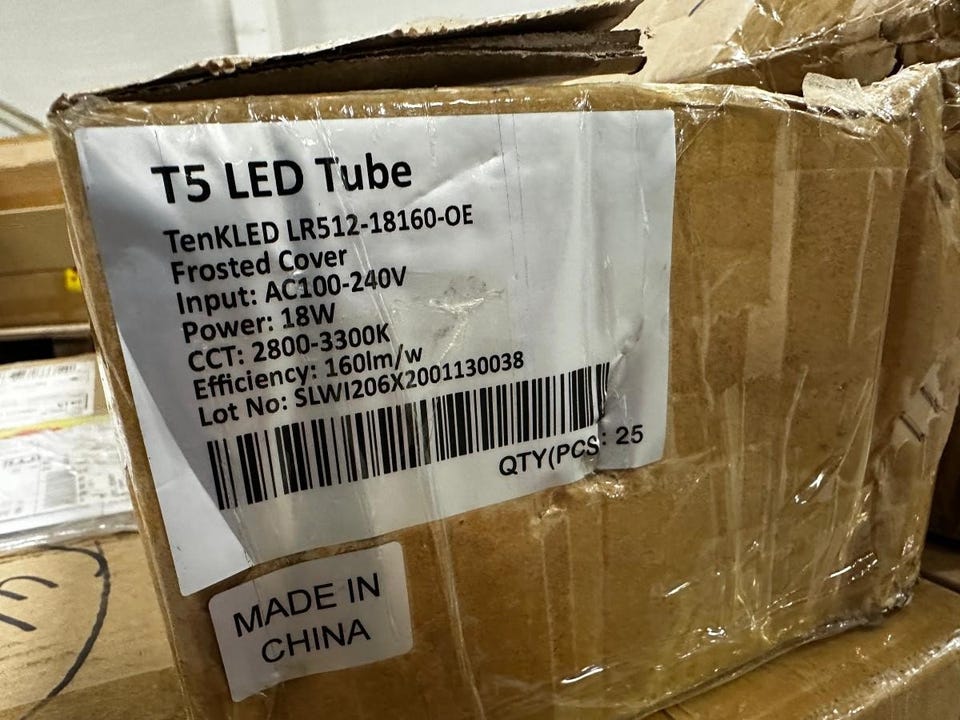 T5 LED Tube
TenKLED LR512-18160-OE
Frosted Cover
Input: AC100-240V
Power: 18W
CCT: 2800-3300K
Efficiency: 160lm/w
Lot No: SLWI206X2001130038
QTY(PCS: 25
MADE IN
CHINA